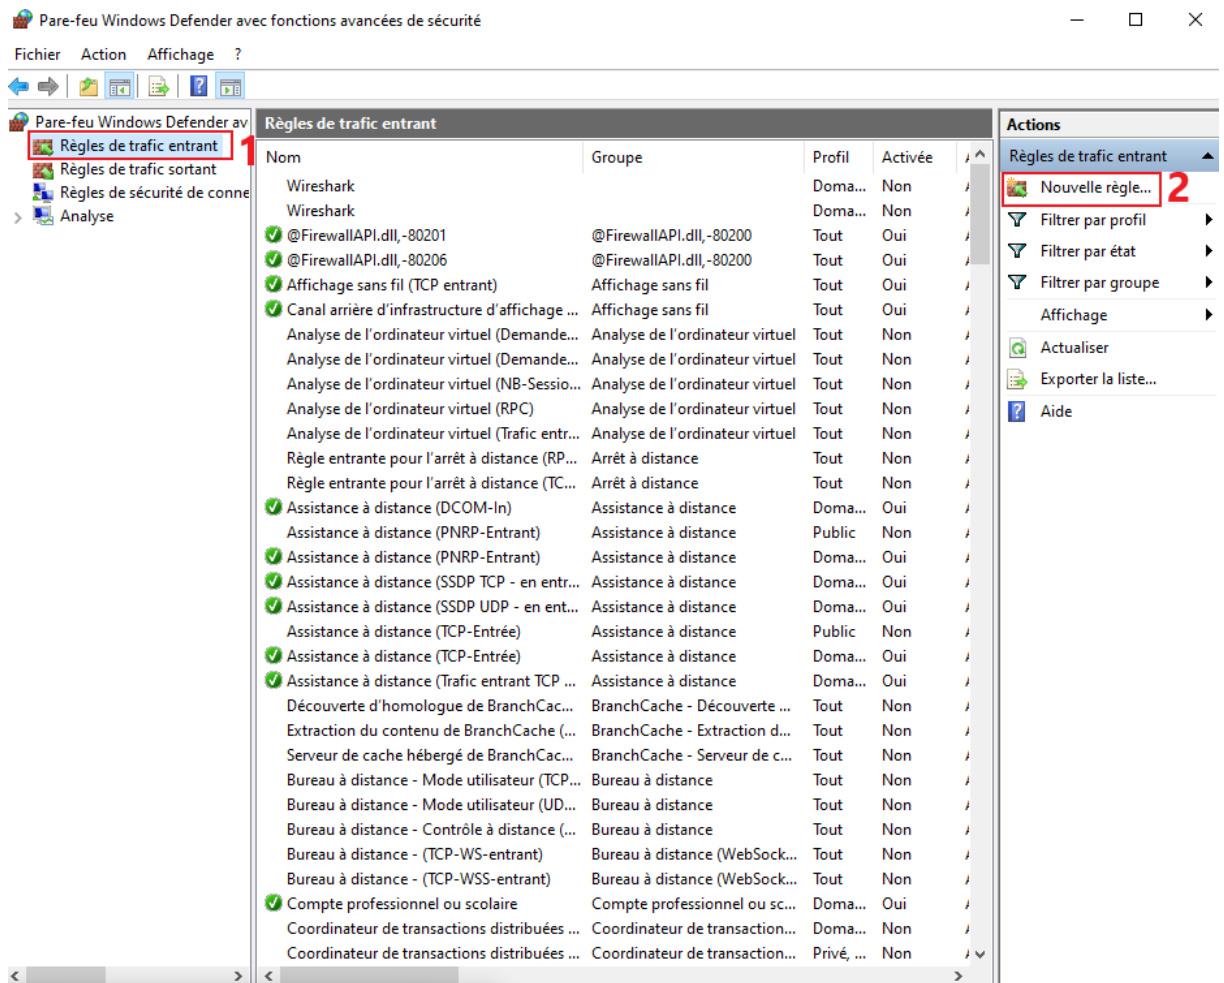 Pare-feu Windows Defender avec fonctions avancées de sécurité
Fichier Action Affichage ?
Pare-feu Windows Defender av
Règles de trafic entrant 1
Règles de trafic sortant
Règles de sécurité de conne
Analyse
Règles de trafic entrant
Nom Groupe Profil Activée
Wireshark Doma... Non
Wireshark Doma... Non
@FirewallAPI.dll,-80201 @FirewallAPI.dll,-80200 Tout Oui
@FirewallAPI.dll,-80206 @FirewallAPI.dll,-80200 Tout Oui
Affichage sans fil (TCP entrant) Affichage sans fil Tout Oui
Canal arrière d'infrastructure d'affichage ... Affichage sans fil Tout Oui
Analyse de l'ordinateur virtuel (Demande... Analyse de l'ordinateur virtuel Tout Non
Analyse de l'ordinateur virtuel (Demande... Analyse de l'ordinateur virtuel Tout Non
Analyse de l'ordinateur virtuel (NB-Sessio... Analyse de l'ordinateur virtuel Tout Non
Analyse de l'ordinateur virtuel (RPC) Analyse de l'ordinateur virtuel Tout Non
Analyse de l'ordinateur virtuel (Trafic entr... Analyse de l'ordinateur virtuel Tout Non
Règle entrante pour l'arrêt à distance (RP... Arrêt à distance Tout Non
Règle entrante pour l'arrêt à distance (TC... Arrêt à distance Tout Non
Assistance à distance (DCOM-In) Assistance à distance Doma... Oui
Assistance à distance (PNRP-Entrant) Assistance à distance Public Non
Assistance à distance (PNRP-Entrant) Assistance à distance Doma... Oui
Assistance à distance (SSDP TCP - en entr... Assistance à distance Doma... Oui
Assistance à distance (SSDP UDP - en ent... Assistance à distance Doma... Oui
Assistance à distance (TCP-Entrée) Assistance à distance Public Non
Assistance à distance (TCP-Entrée) Assistance à distance Doma... Oui
Assistance à distance (Trafic entrant TCP ... Assistance à distance Doma... Oui
Découverte d'homologue de BranchCac... BranchCache - Découverte ... Tout Non
Extraction du contenu de BranchCache (... BranchCache - Extraction d... Tout Non
Serveur de cache hébergé de BranchCac... BranchCache - Serveur de c... Tout Non
Bureau à distance - Mode utilisateur (TCP... Bureau à distance Tout Non
Bureau à distance - Mode utilisateur (UD... Bureau à distance Tout Non
Bureau à distance - Contrôle à distance (... Bureau à distance Tout Non
Bureau à distance - (TCP-WS-entrant) Bureau à distance (WebSock... Tout Non
Bureau à distance - (TCP-WSS-entrant) Bureau à distance (WebSock... Tout Non
Compte professionnel ou scolaire Compte professionnel ou sc... Doma... Oui
Coordinateur de transactions distribuées ... Coordinateur de transaction... Doma... Non
Coordinateur de transactions distribuées ... Coordinateur de transaction... Privé, ... Non
Actions
Règles de trafic entrant
Nouvelle règle... 2
Filtrer par profil
Filtrer par état
Filtrer par groupe
Affichage
Actualiser
Exporter la liste...
Aide